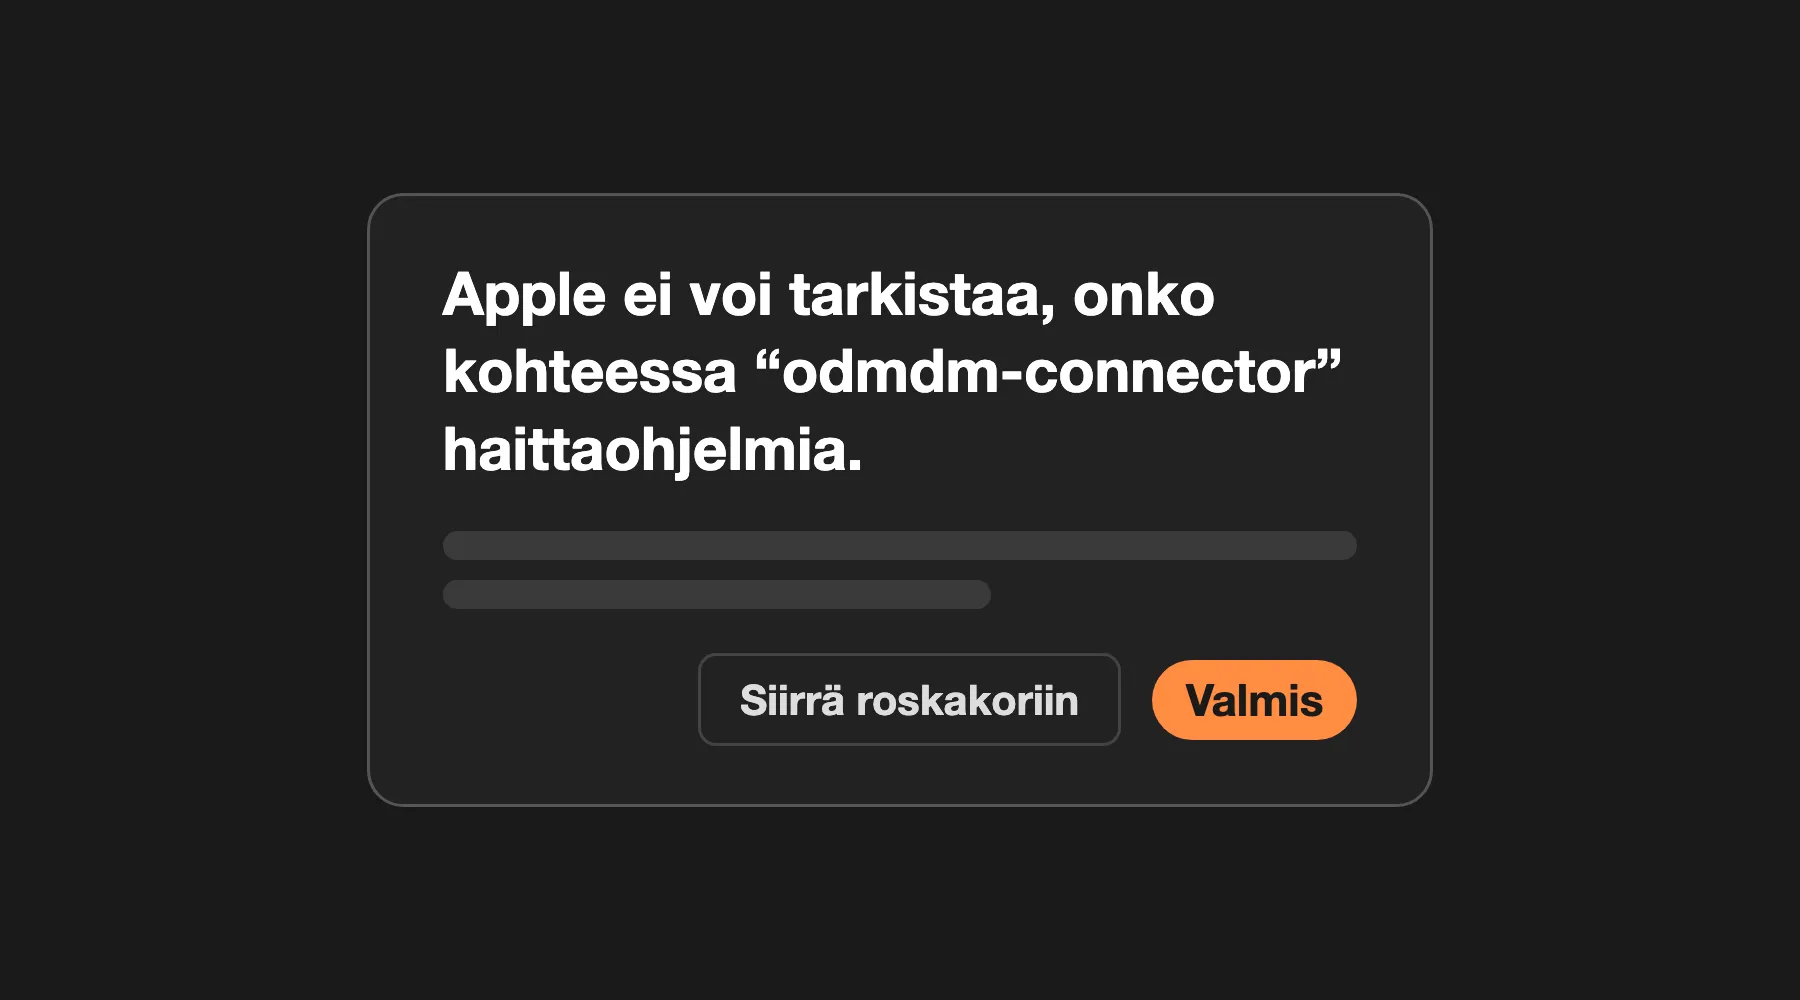 Apple ei voi tarkistaa, onko
kohteessa “odmdm-connector”
haittaohjelmia.
Siirrä roskakoriin
Valmis